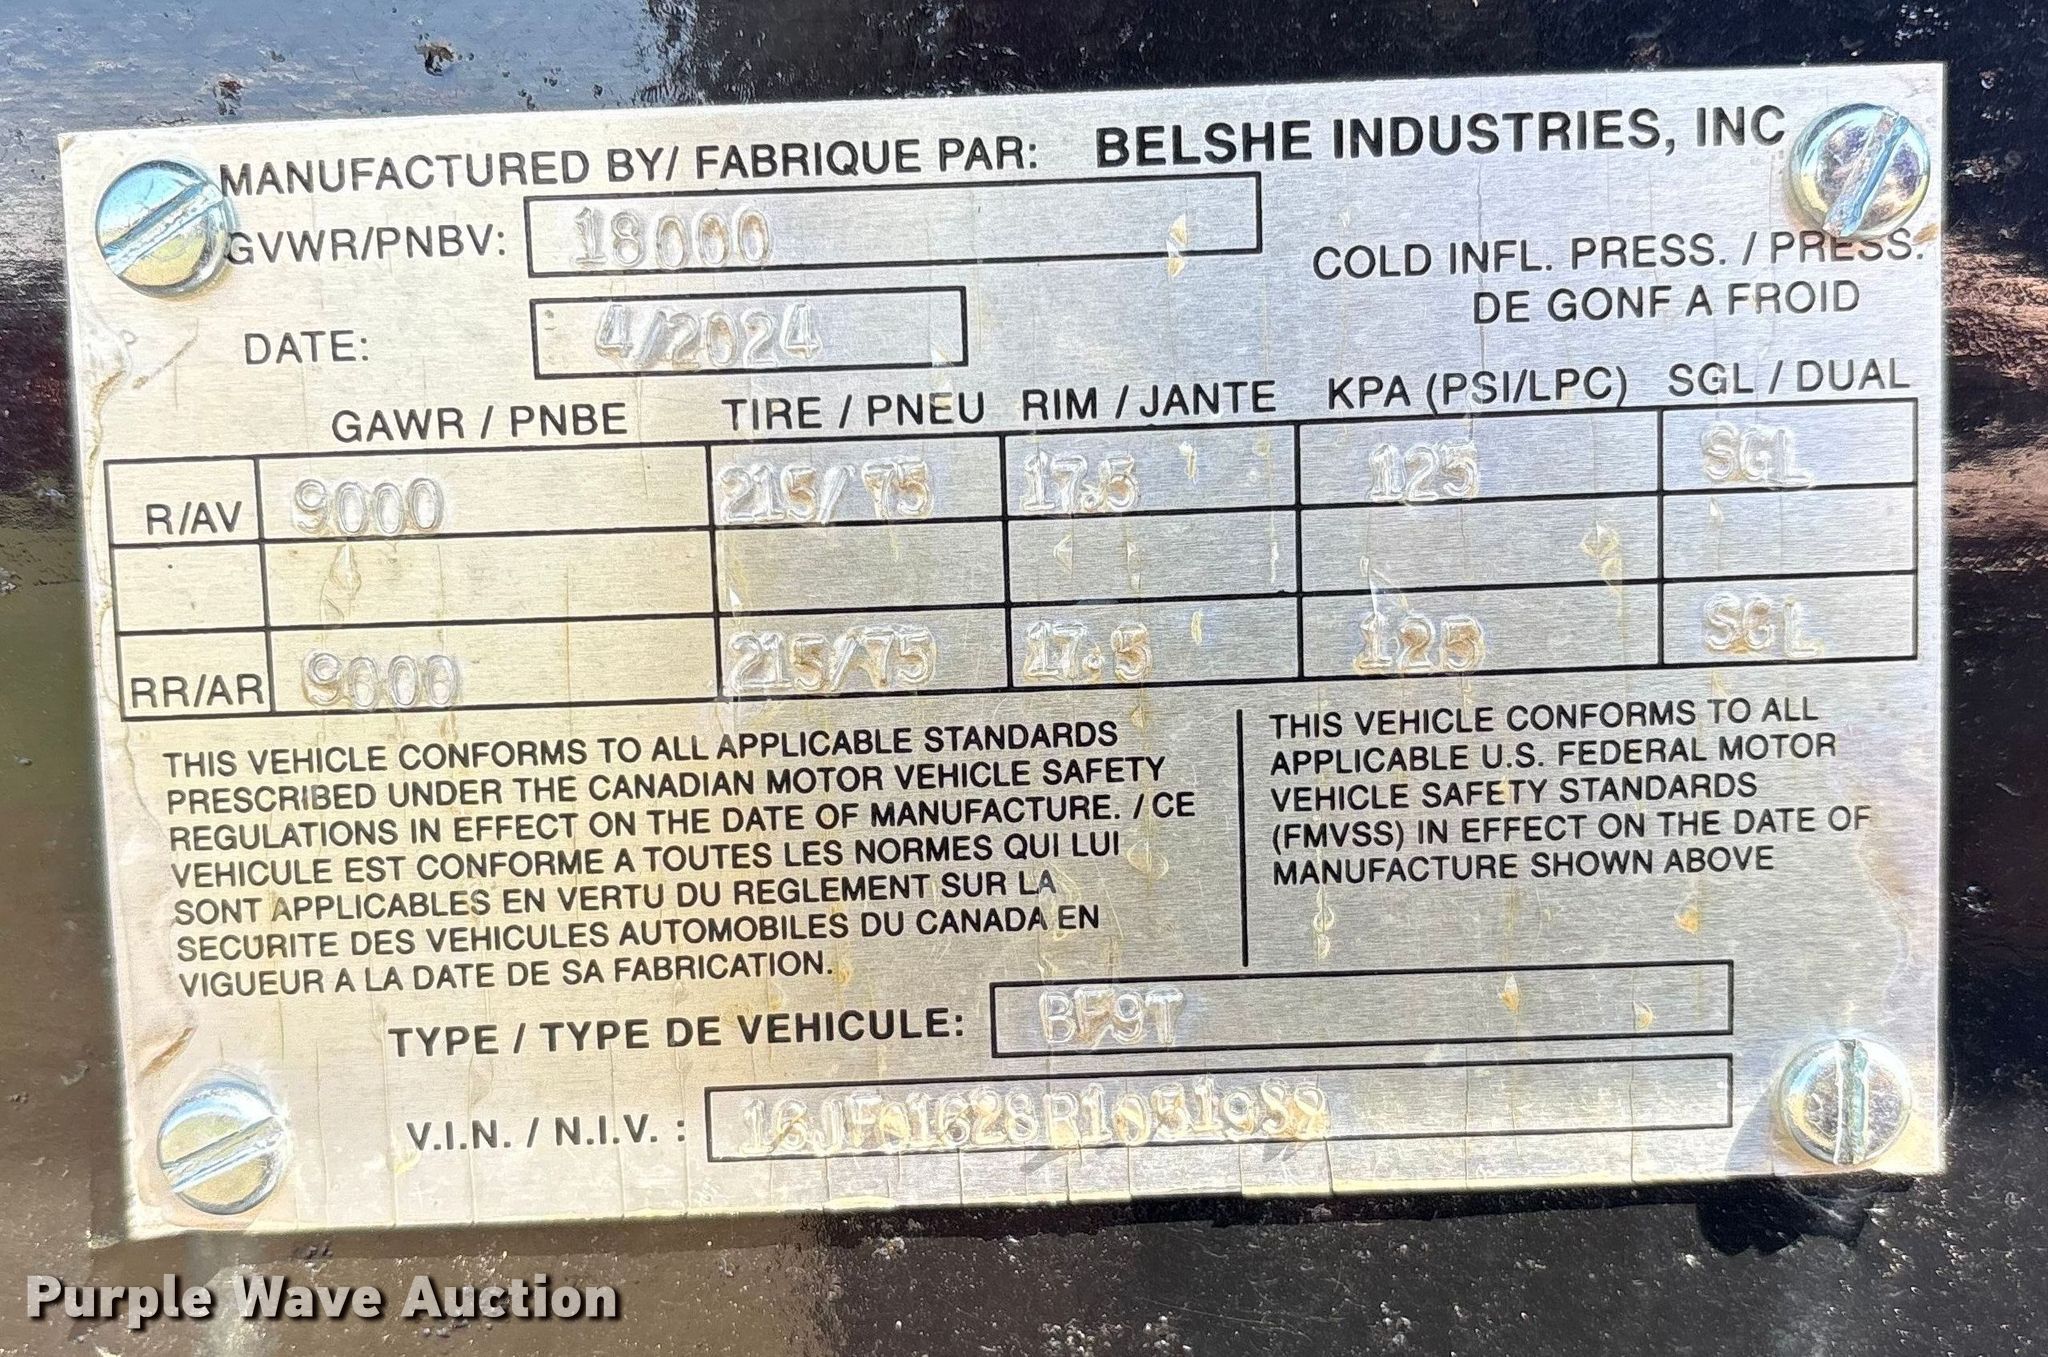 MANUFACTURED BY/ FABRIQUE PAR: BELSHE INDUSTRIES, INC
GVWR/PNBV: 18000
COLD INFL. PRESS. / PRESS.
DE GONF A FROID
DATE: 4/2024
GAWR / PNBE TIRE / PNEU RIM / JANTE KPA (PSI/LPC) SGL / DUAL
R/AV 9000 215/75 17.5 125 SGL
RR/AR 9000 215/75 17.5 125 SGL
THIS VEHICLE CONFORMS TO ALL APPLICABLE STANDARDS
PRESCRIBED UNDER THE CANADIAN MOTOR VEHICLE SAFETY
REGULATIONS IN EFFECT ON THE DATE OF MANUFACTURE. / CE
VEHICULE EST CONFORME A TOUTES LES NORMES QUI LUI
SONT APPLICABLES EN VERTU DU REGLEMENT SUR LA
SECURITE DES VEHICULES AUTOMOBILES DU CANADA EN
VIGUEUR A LA DATE DE SA FABRICATION.
THIS VEHICLE CONFORMS TO ALL
APPLICABLE U.S. FEDERAL MOTOR
VEHICLE SAFETY STANDARDS
(FMVSS) IN EFFECT ON THE DATE OF
MANUFACTURE SHOWN ABOVE
TYPE / TYPE DE VEHICULE: BF9T
V.I.N. / N.I.V. :
Purple Wave Auction